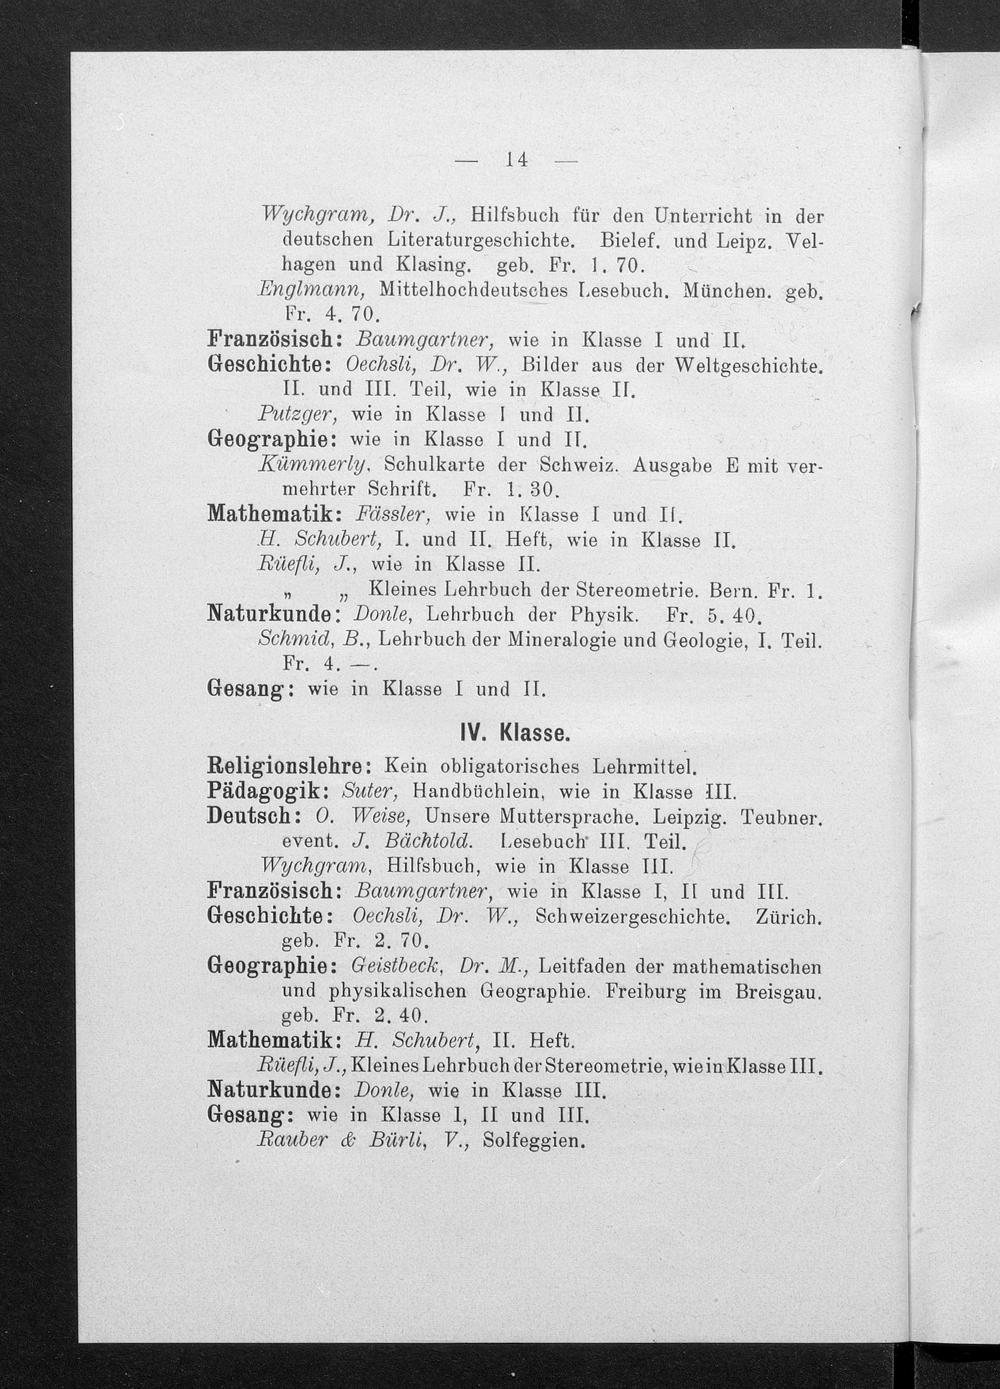 — 14 —
Wychgram, Dr. J., Hilfsbuch für den Unterricht in der
deutschen Literaturgeschichte. Bielef. und Leipz. Vel-
hagen und Klasing. geb. Fr. 1. 70.
Englmann, Mittelhochdeutsches Lesebuch. München. geb.
Fr. 4. 70.
Französisch: Baumgartner, wie in Klasse I und II.
Geschichte: Oechsli, Dr. W., Bilder aus der Weltgeschichte.
II. und III. Teil, wie in Klasse II.
Putzger, wie in Klasse I und II.
Geographie: wie in Klasse I und II.
Kümmerly, Schulkarte der Schweiz. Ausgabe E mit ver-
mehrter Schrift. Fr. 1. 30.
Mathematik: Fässler, wie in Klasse I und II.
H. Schubert, I. und II. Heft, wie in Klasse II.
Rüefli, J., wie in Klasse II.
„ „ Kleines Lehrbuch der Stereometrie. Bern. Fr. 1.
Naturkunde: Donle, Lehrbuch der Physik. Fr. 5. 40.
Schmid, B., Lehrbuch der Mineralogie und Geologie, I. Teil.
Fr. 4. —.
Gesang: wie in Klasse I und II.
IV. Klasse.
Religionslehre: Kein obligatorisches Lehrmittel.
Pädagogik: Suter, Handbüchlein, wie in Klasse III.
Deutsch: O. Weise, Unsere Muttersprache. Leipzig. Teubner.
event. J. Bächtold. Lesebuch III. Teil.
Wychgram, Hilfsbuch, wie in Klasse III.
Französisch: Baumgartner, wie in Klasse I, II und III.
Geschichte: Oechsli, Dr. W., Schweizergeschichte. Zürich.
geb. Fr. 2. 70.
Geographie: Geistbeck, Dr. M., Leitfaden der mathematischen
und physikalischen Geographie. Freiburg im Breisgau.
geb. Fr. 2. 40.
Mathematik: H. Schubert, II. Heft.
Rüefli, J., Kleines Lehrbuch der Stereometrie, wie in Klasse III.
Naturkunde: Donle, wie in Klasse III.
Gesang: wie in Klasse I, II und III.
Rauber & Bürli, V., Solfeggien.